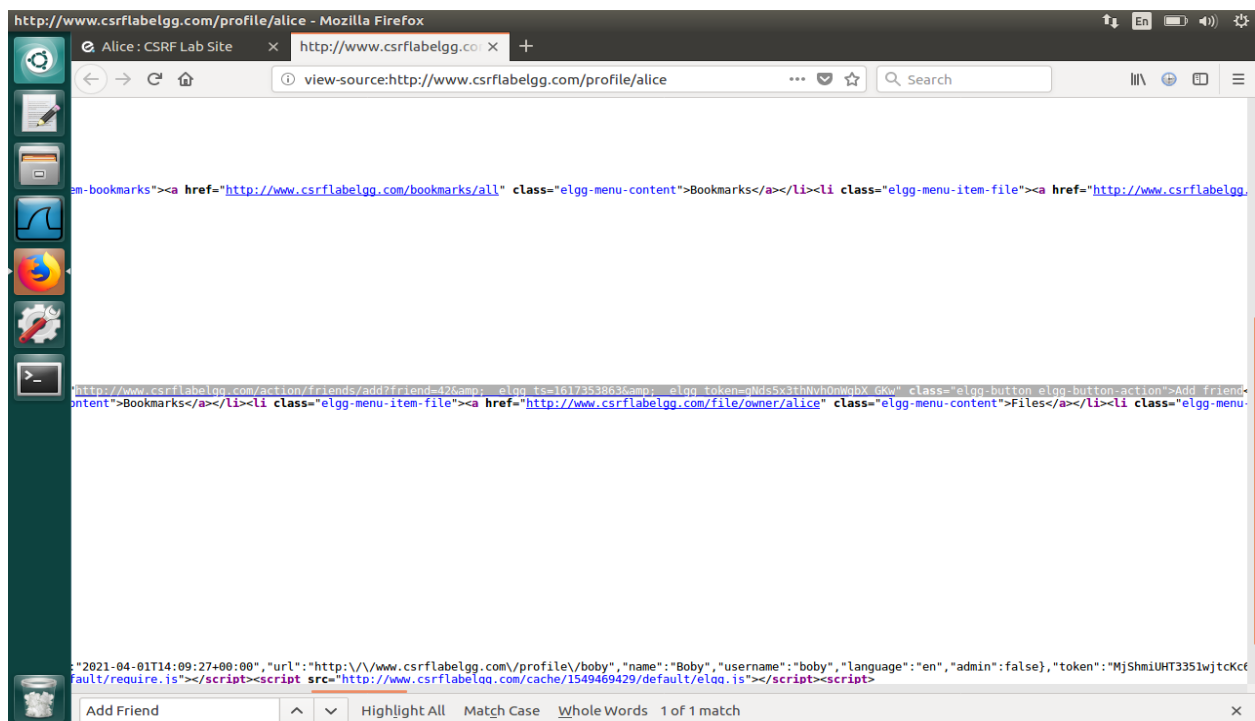 http://www.csrflabelgg.com/profile/alice - Mozilla Firefox
En
Alice : CSRF Lab Site
http://www.csrflabelgg.co
view-source:http://www.csrflabelgg.com/profile/alice
Search
em-bookmarks"><a href="http://www.csrflabelgg.com/bookmarks/all" class="elgg-menu-content">Bookmarks</a></li><li class="elgg-menu-item-file"><a href="http://www.csrflabelgg.
"http://www.csrflabelgg.com/action/friends/add?friend=42&amp;__elgg_ts=1617353863&amp;__elgg_token=gNds5x3thNvhOnWgbX_GKw" class="elgg-button elgg-button-action">Add friend<
ontent">Bookmarks</a></li><li class="elgg-menu-item-file"><a href="http://www.csrflabelgg.com/file/owner/alice" class="elgg-menu-content">Files</a></li><li class="elgg-menu-
:"2021-04-01T14:09:27+00:00","url":"http:\/\/www.csrflabelgg.com\/profile\/boby","name":"Boby","username":"boby","language":"en","admin":false},"token":"MjShmiUHT3351wjtcKc6
fault/require.js"></script><script src="http://www.csrflabelgg.com/cache/1549469429/default/elgg.js"></script><script>
Add Friend
Highlight All
Match Case
Whole Words
1 of 1 match